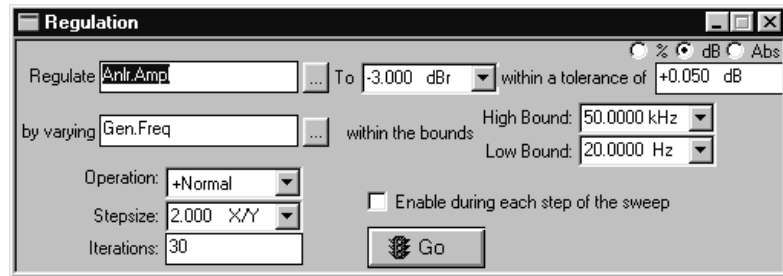 Regulation
% dB Abs
Regulate Anlr.Ampl ... To -3.000 dBr within a tolerance of +0.050 dB
by varying Gen.Freq ... within the bounds High Bound: 50.0000 kHz
Low Bound: 20.0000 Hz
Operation: +Normal
Stepsize: 2.000 X/Y Enable during each step of the sweep
Iterations: 30 Go